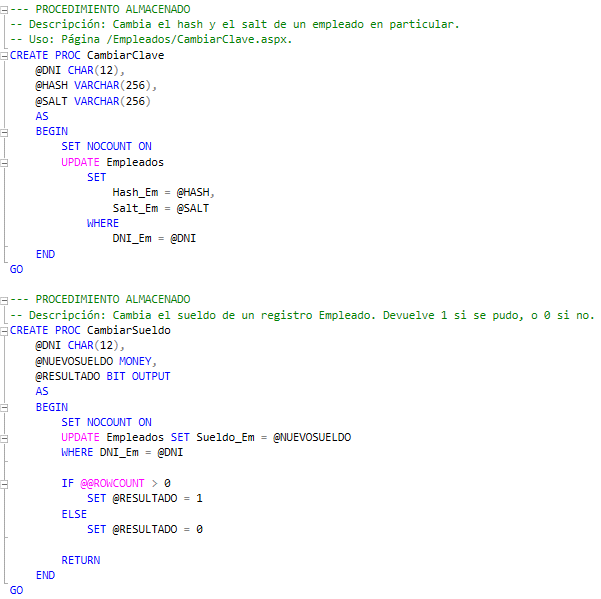 --- PROCEDIMIENTO ALMACENADO
-- Descripción: Cambia el hash y el salt de un empleado en particular.
-- Uso: Página /Empleados/CambiarClave.aspx.
CREATE PROC CambiarClave
    @DNI CHAR(12),
    @HASH VARCHAR(256),
    @SALT VARCHAR(256)
    AS
    BEGIN
        SET NOCOUNT ON
        UPDATE Empleados
            SET
                Hash_Em = @HASH,
                Salt_Em = @SALT
            WHERE
                DNI_Em = @DNI
    END
GO
--- PROCEDIMIENTO ALMACENADO
-- Descripción: Cambia el sueldo de un registro Empleado. Devuelve 1 si se pudo, o 0 si no.
CREATE PROC CambiarSueldo
    @DNI CHAR(12),
    @NUEVOSUELDO MONEY,
    @RESULTADO BIT OUTPUT
    AS
    BEGIN
        SET NOCOUNT ON
        UPDATE Empleados SET Sueldo_Em = @NUEVOSUELDO
        WHERE DNI_Em = @DNI
        IF @@ROWCOUNT > 0
            SET @RESULTADO = 1
        ELSE
            SET @RESULTADO = 0
        RETURN
    END
GO